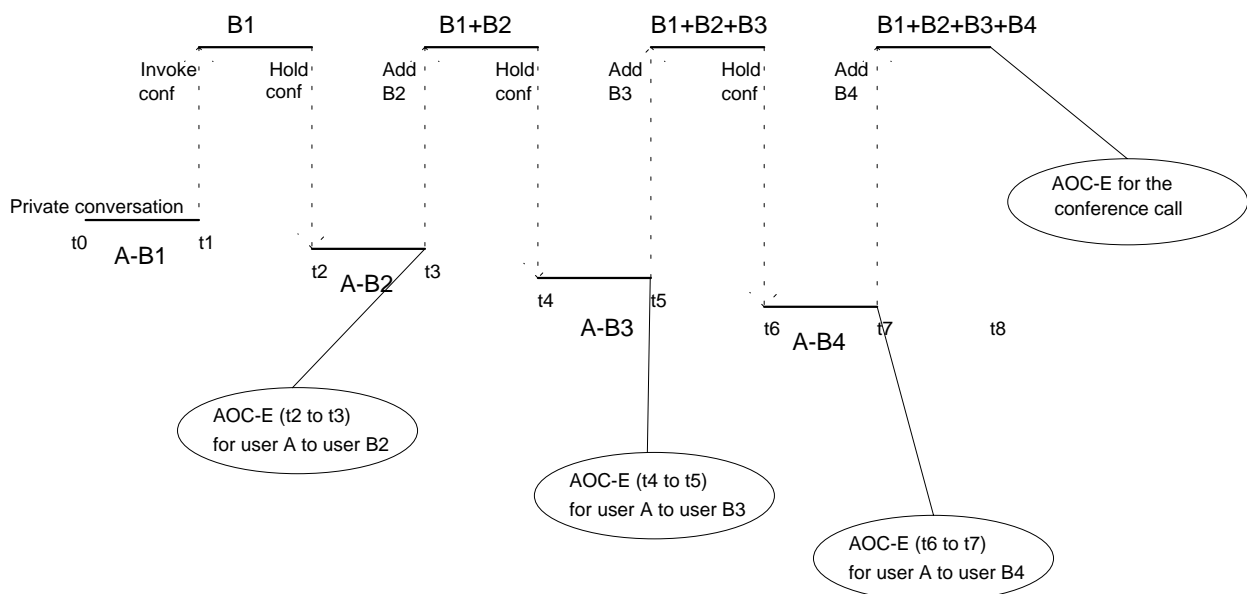 B1
B1+B2
B1+B2+B3
B1+B2+B3+B4
Invoke
conf
Hold
conf
Add
B2
Hold
conf
Add
B3
Hold
conf
Add
B4
AOC-E for the
conference call
Private conversation
t0
t1
A-B1
t2
t3
A-B2
t4
t5
A-B3
t6
t7
t8
A-B4
AOC-E (t2 to t3)
for user A to user B2
AOC-E (t4 to t5)
for user A to user B3
AOC-E (t6 to t7)
for user A to user B4